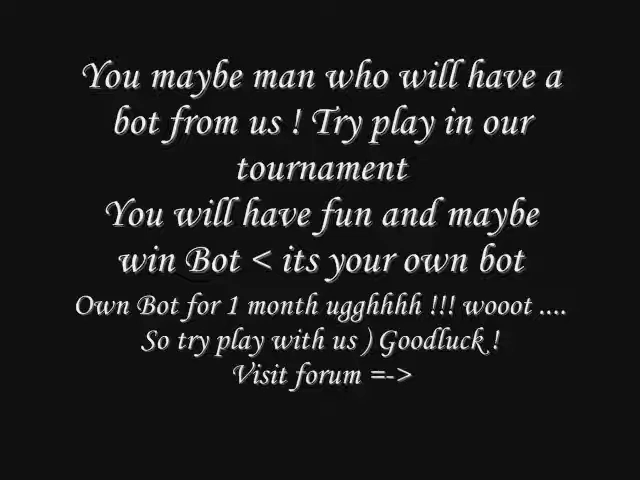 You maybe man who will have a
bot from us ! Try play in our
tournament
You will have fun and maybe
win Bot < its your own bot
Own Bot for 1 month ugghhhh !!! wooot ....
So try play with us ) Goodluck !
Visit forum =->